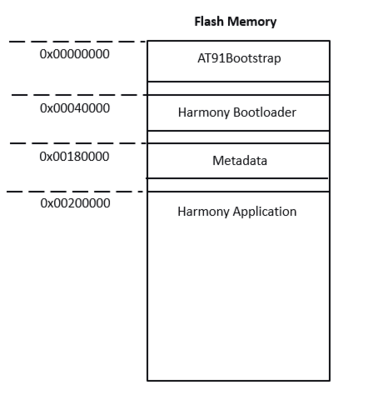 Flash Memory
0x00000000
AT91Bootstrap
0x00040000
Harmony Bootloader
0x00180000
Metadata
0x00200000
Harmony Application